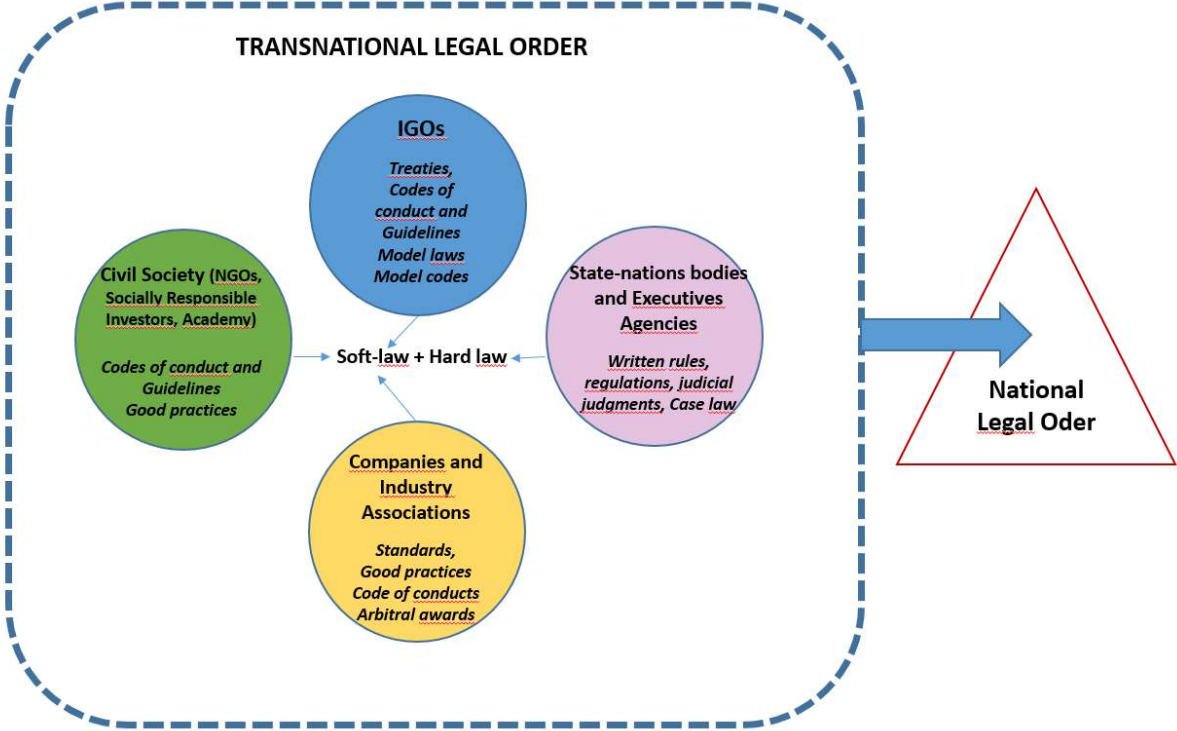 TRANSNATIONAL LEGAL ORDER
IGOs
Treaties,
Codes of
conduct and
Guidelines
Model laws
Model codes
Civil Society (NGOs,
Socially Responsible
Investors, Academy)
Codes of conduct and
Guidelines
Good practices
Soft-law + Hard law
State-nations bodies
and Executives
Agencies
Written rules,
regulations, judicial
judgments, Case law
Companies and
Industry
Associations
Standards,
Good practices
Code of conducts
Arbitral awards
National
Legal Oder